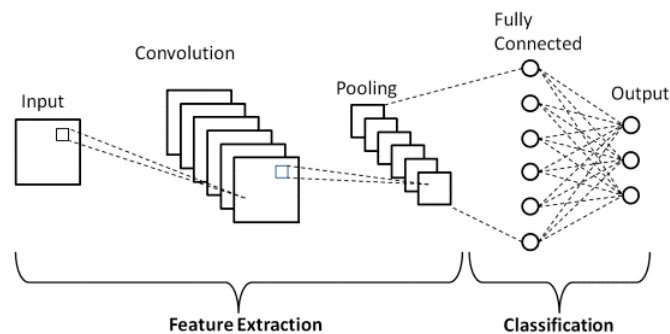 Input
Convolution
Pooling
Fully
Connected
Output
Feature Extraction
Classification